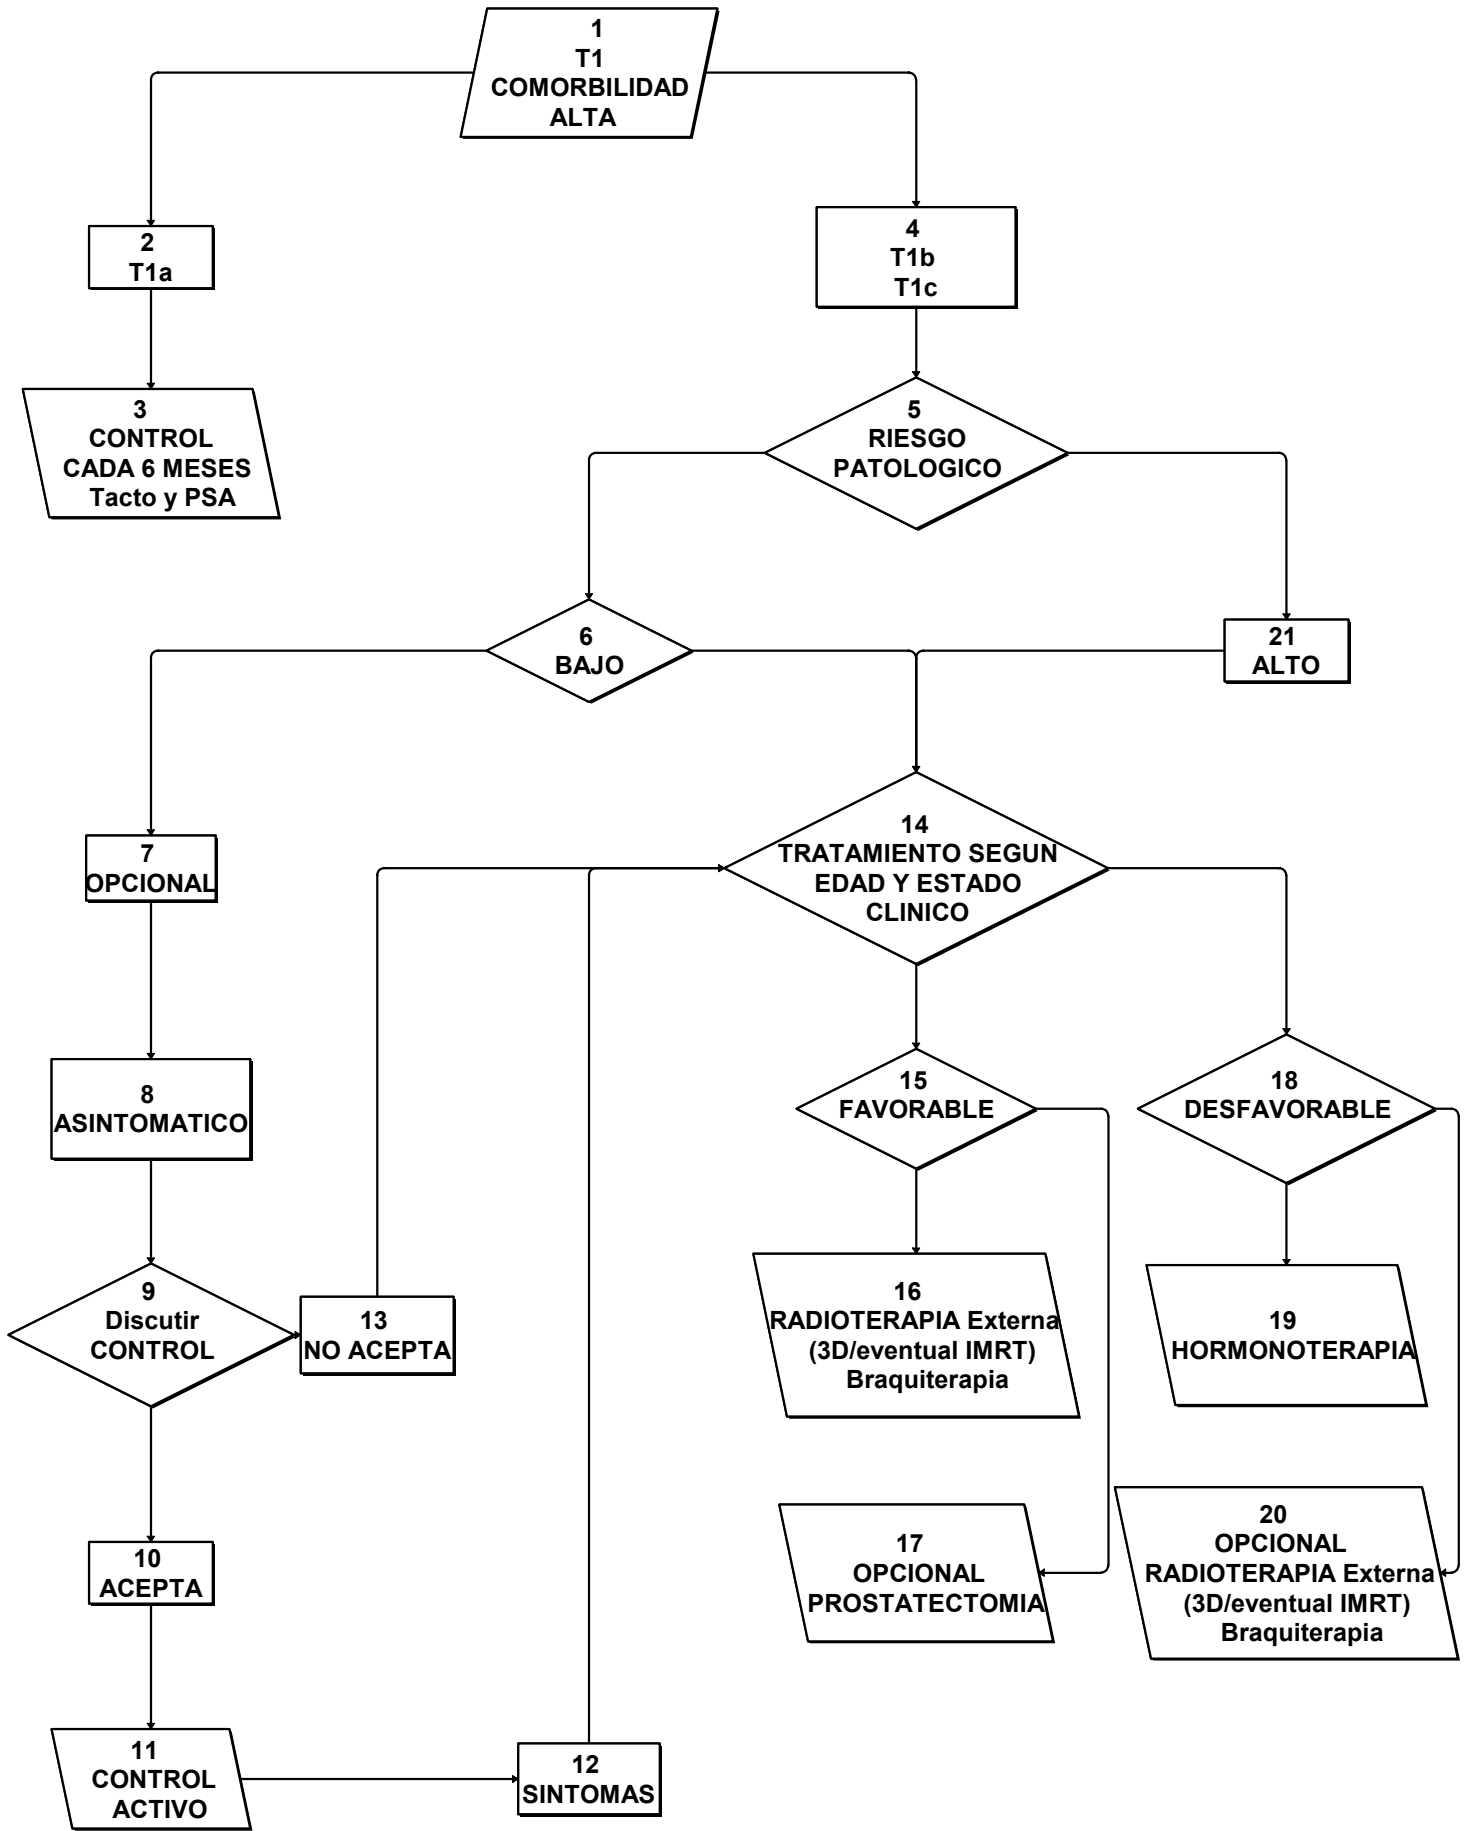 1
T1
COMORBILIDAD
ALTA
2
T1a
3
CONTROL
CADA 6 MESES
Tacto y PSA
4
T1b
T1c
5
RIESGO
PATOLOGICO
6
BAJO
21
ALTO
7
OPCIONAL
14
TRATAMIENTO SEGUN
EDAD Y ESTADO
CLINICO
8
ASINTOMATICO
15
FAVORABLE
18
DESFAVORABLE
9
Discutir
CONTROL
13
NO ACEPTA
16
RADIOTERAPIA Externa
(3D/eventual IMRT)
Braquiterapia
19
HORMONOTERAPIA
10
ACEPTA
17
OPCIONAL
PROSTATECTOMIA
20
OPCIONAL
RADIOTERAPIA Externa
(3D/eventual IMRT)
Braquiterapia
11
CONTROL
ACTIVO
12
SINTOMAS